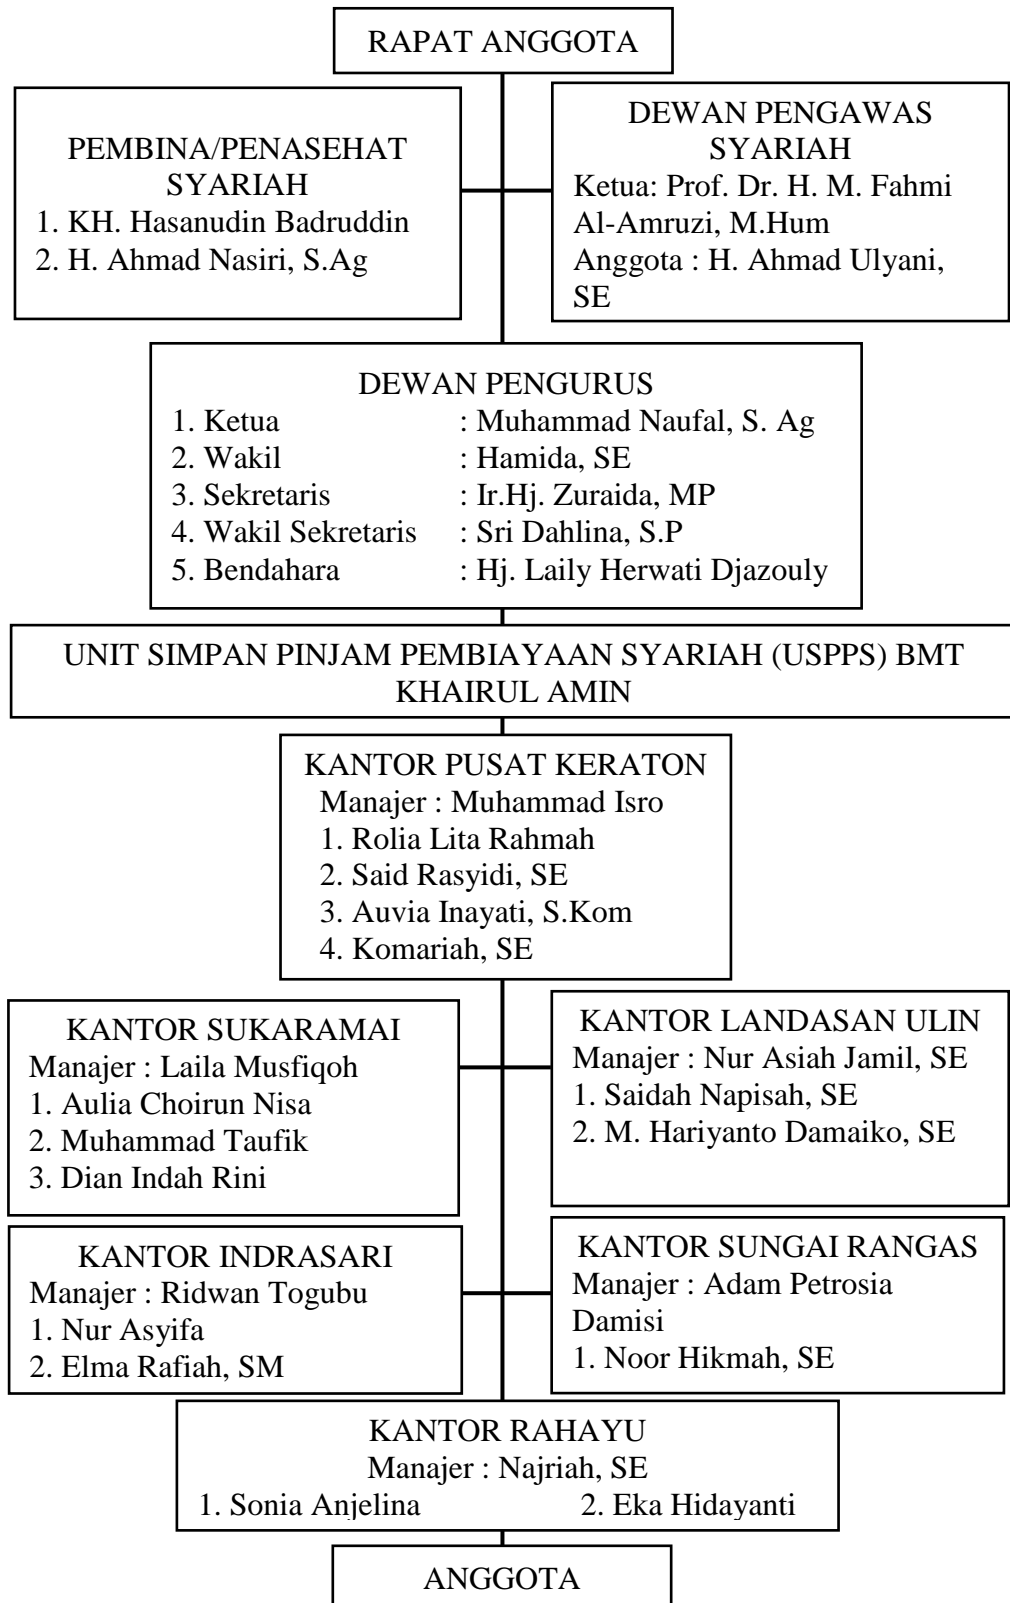 RAPAT ANGGOTA
PEMBINA/PENASEHAT
SYARIAH
1. KH. Hasanudin Badruddin
2. H. Ahmad Nasiri, S.Ag
DEWAN PENGAWAS
SYARIAH
Ketua: Prof. Dr. H. M. Fahmi
Al-Amruzi, M.Hum
Anggota : H. Ahmad Ulyani,
SE
DEWAN PENGURUS
1. Ketua : Muhammad Naufal, S. Ag
2. Wakil : Hamida, SE
3. Sekretaris : Ir.Hj. Zuraida, MP
4. Wakil Sekretaris : Sri Dahlina, S.P
5. Bendahara : Hj. Laily Herwati Djazouly
UNIT SIMPAN PINJAM PEMBIAYAAN SYARIAH (USPPS) BMT
KHAIRUL AMIN
KANTOR PUSAT KERATON
Manajer : Muhammad Isro
1. Rolia Lita Rahmah
2. Said Rasyidi, SE
3. Auvia Inayati, S.Kom
4. Komariah, SE
KANTOR SUKARAMAI
Manajer : Laila Musfiqoh
1. Aulia Choirun Nisa
2. Muhammad Taufik
3. Dian Indah Rini
KANTOR LANDASAN ULIN
Manajer : Nur Asiah Jamil, SE
1. Saidah Napisah, SE
2. M. Hariyanto Damaiko, SE
KANTOR INDRASARI
Manajer : Ridwan Togubu
1. Nur Asyifa
2. Elma Rafiah, SM
KANTOR SUNGAI RANGAS
Manajer : Adam Petrosia
Damisi
1. Noor Hikmah, SE
KANTOR RAHAYU
Manajer : Najriah, SE
1. Sonia Anjelina 2. Eka Hidayanti
ANGGOTA